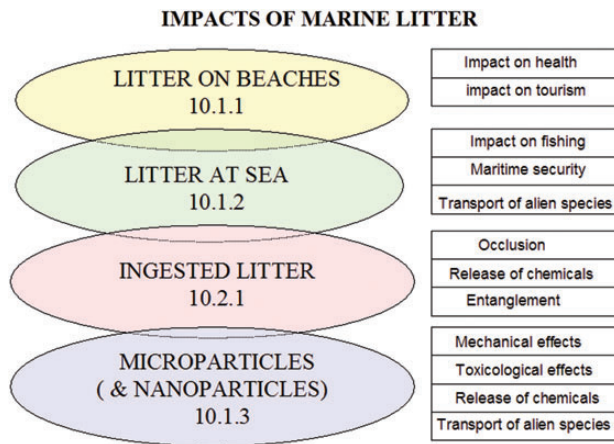 IMPACTS OF MARINE LITTER
LITTER ON BEACHES
10.1.1
Impact on health
impact on tourism
LITTER AT SEA
10.1.2
Impact on fishing
Maritime security
Transport of alien species
INGESTED LITTER
10.2.1
Occlusion
Release of chemicals
Entanglement
MICROPARTICLES
( & NANOPARTICLES)
10.1.3
Mechanical effects
Toxicological effects
Release of chemicals
Transport of alien species